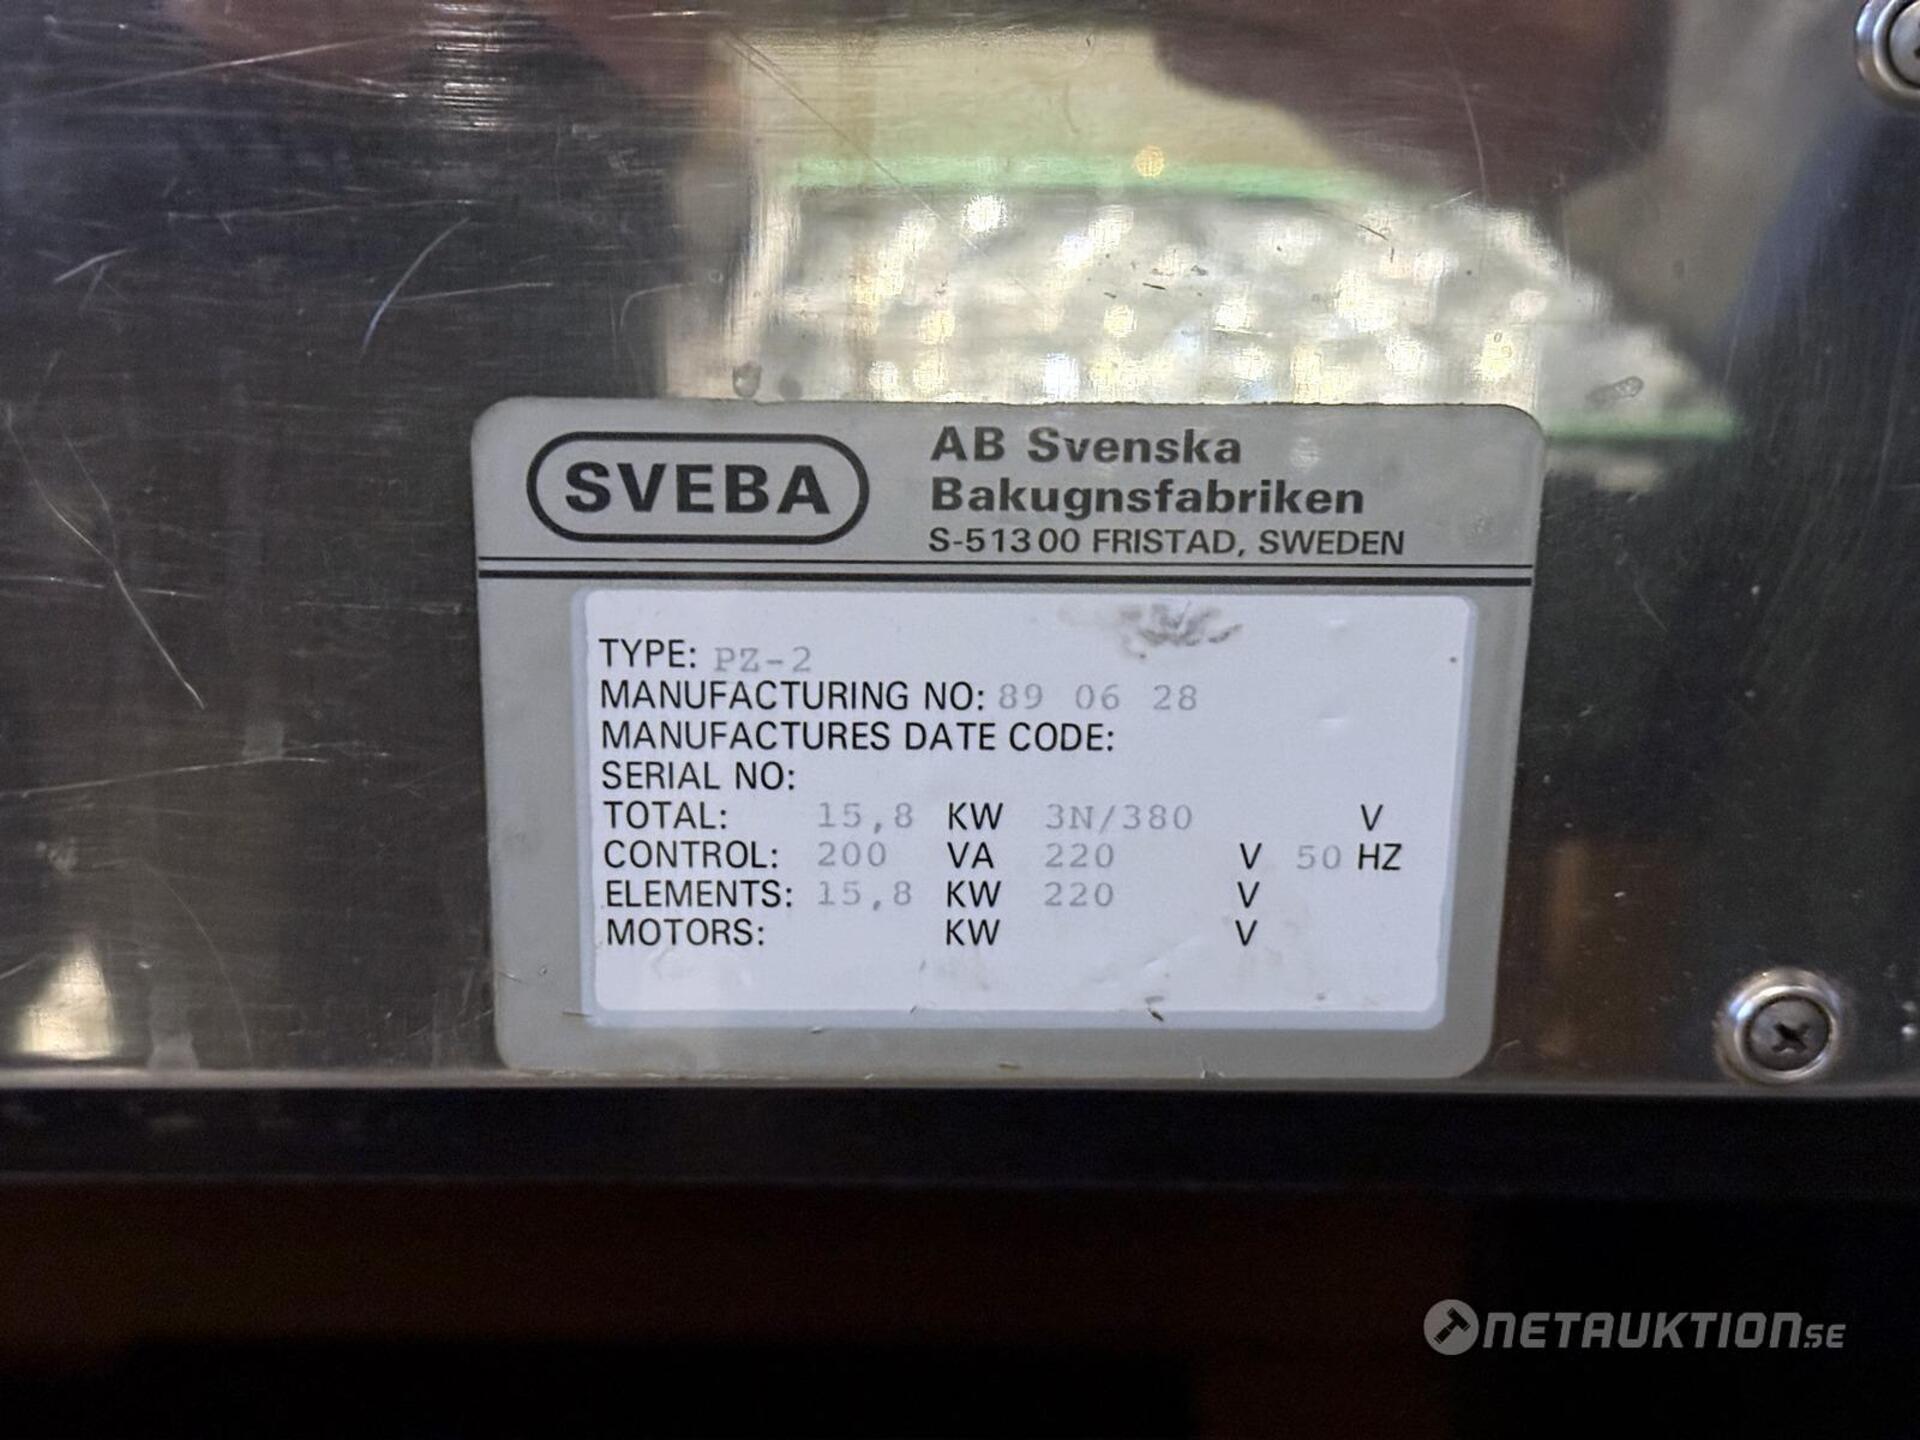 SVEBA
AB Svenska
Bakugnsfabriken
S-513 00 FRISTAD, SWEDEN
TYPE: PZ-2
MANUFACTURING NO: 89 06 28
MANUFACTURES DATE CODE:
SERIAL NO:
TOTAL: 15,8 KW 3N/380 V
CONTROL: 200 VA 220 V 50 HZ
ELEMENTS: 15,8 KW 220 V
MOTORS: KW V
NETAUKTION.SE